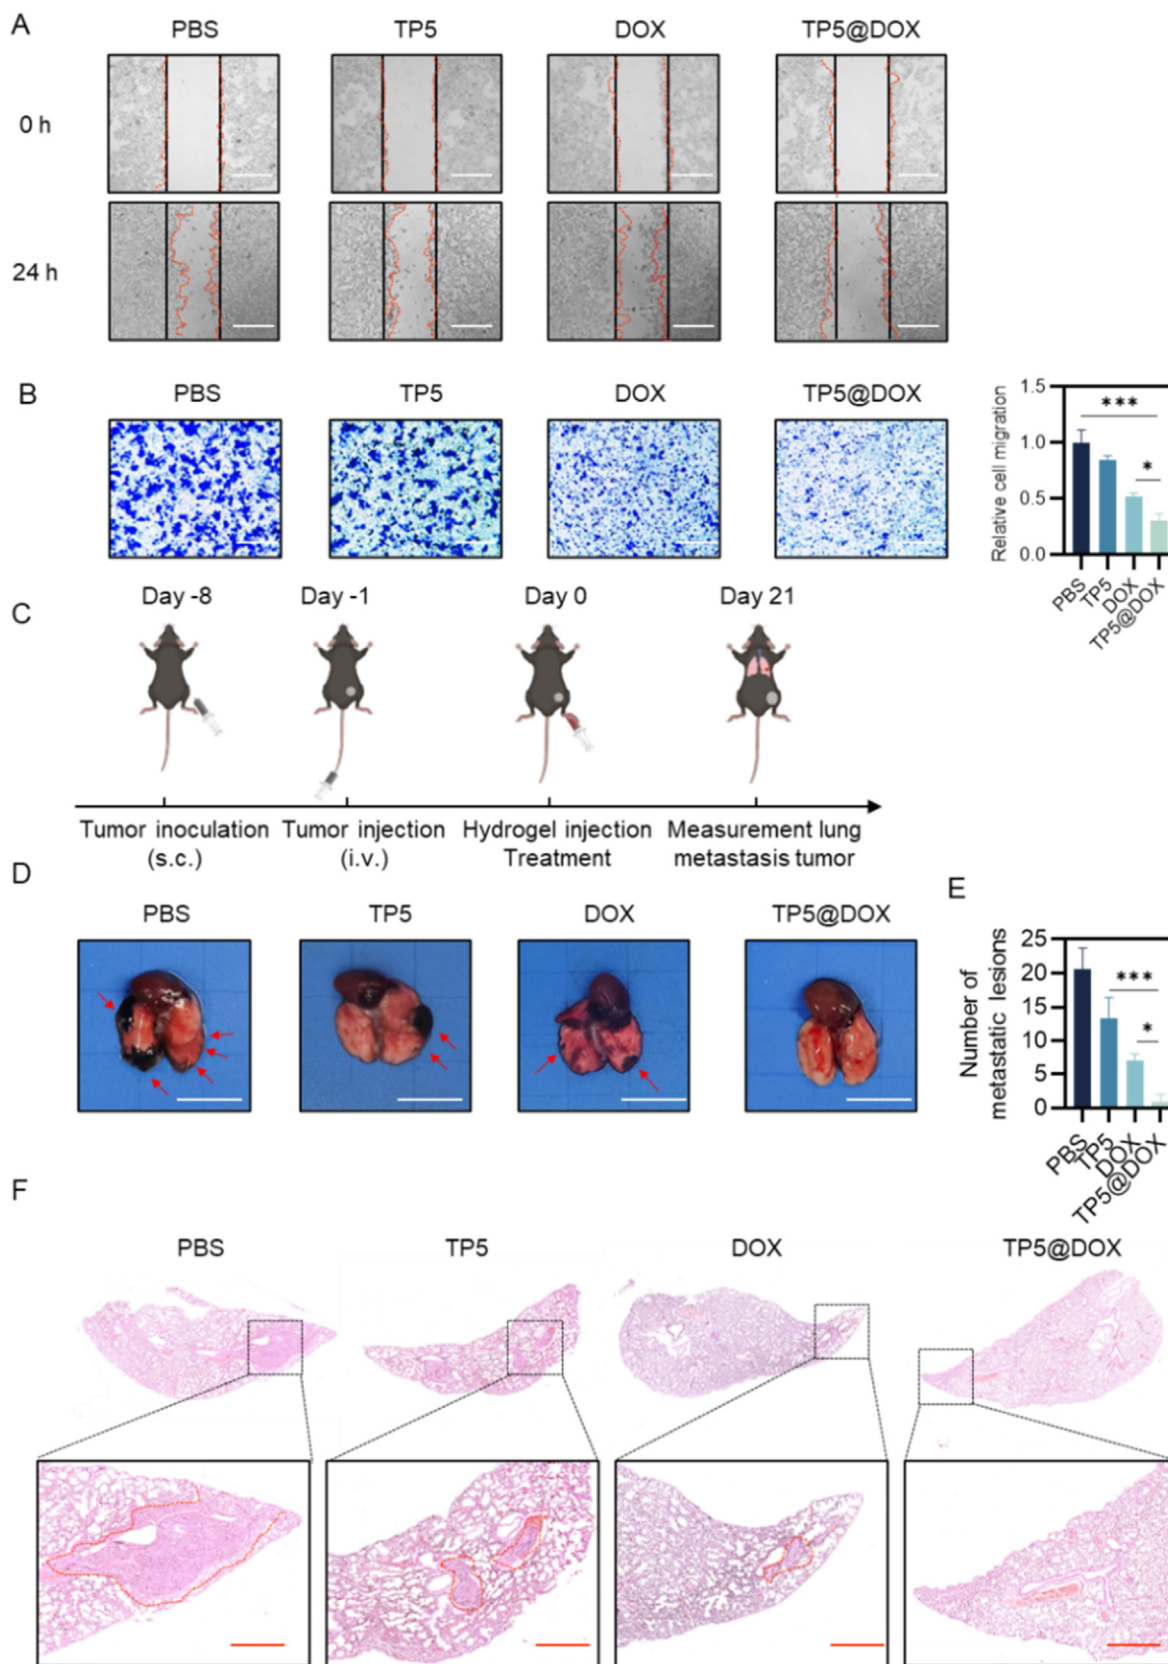 A
PBS TP5 DOX TP5@DOX
0 h
24 h
B
PBS TP5 DOX TP5@DOX
Relative cell migration
1.5
1.0
0.5
0.0
***
*
PBS
TP5
DOX
TP5@DOX
C
Day -8 Day -1 Day 0 Day 21
Tumor inoculation (s.c.)
Tumor injection (i.v.)
Hydrogel injection Treatment
Measurement lung metastasis tumor
D
PBS TP5 DOX TP5@DOX
E
Number of
metastatic lesions
25
20
15
10
5
0
***
*
PBS
TP5
DOX
TP5@DOX
F
PBS TP5 DOX TP5@DOX